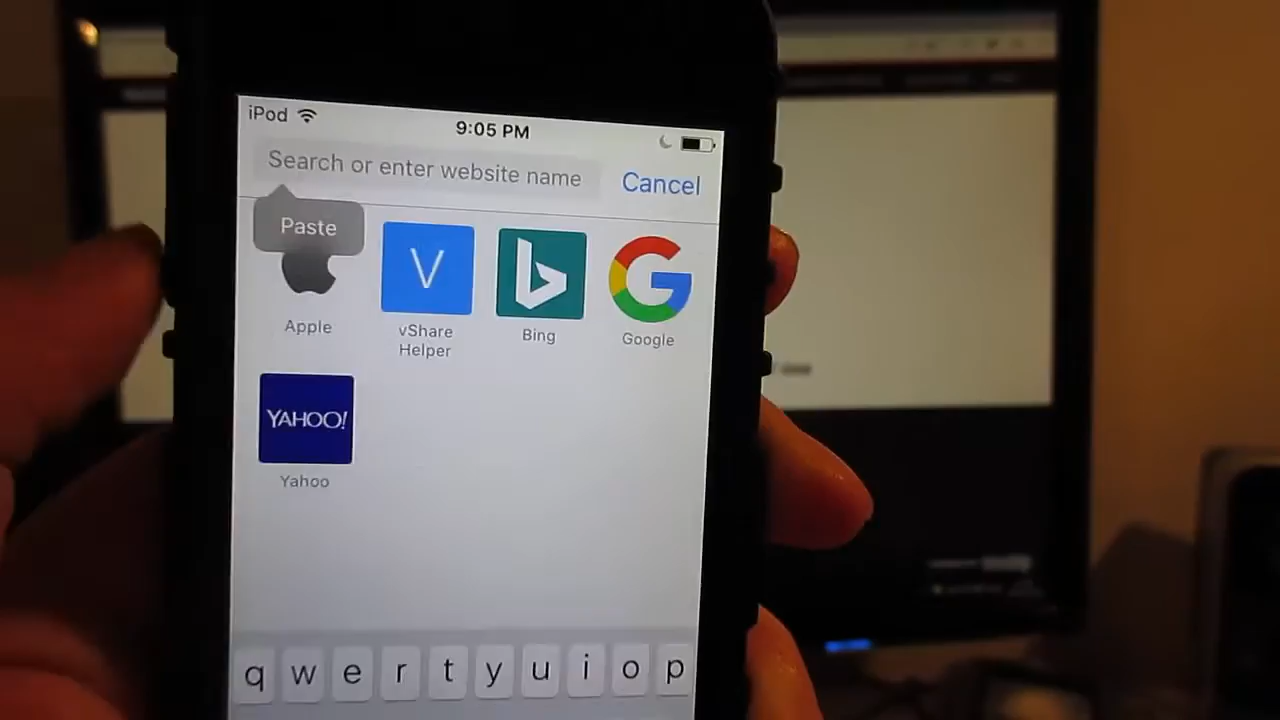 iPod
9:05 PM
Search or enter website name
Cancel
Paste
V
b
G
Apple
vShare
Helper
Bing
Google
YAHOO!
Yahoo
q w e r t y u i o p